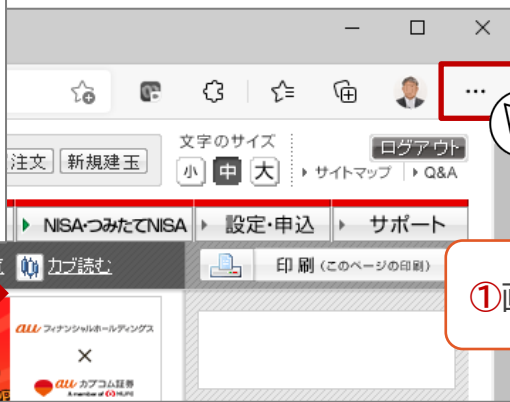 文字のサイズ
ログアウト
注文 新規建玉
小 中 大
サイトマップ Q&A
NISA・つみたてNISA 設定・申込 サポート
カブ読む
印刷 (このページの印刷)
①画
au フィナンシャルホールディングス
×
au カブコム証券
A member of MUFG